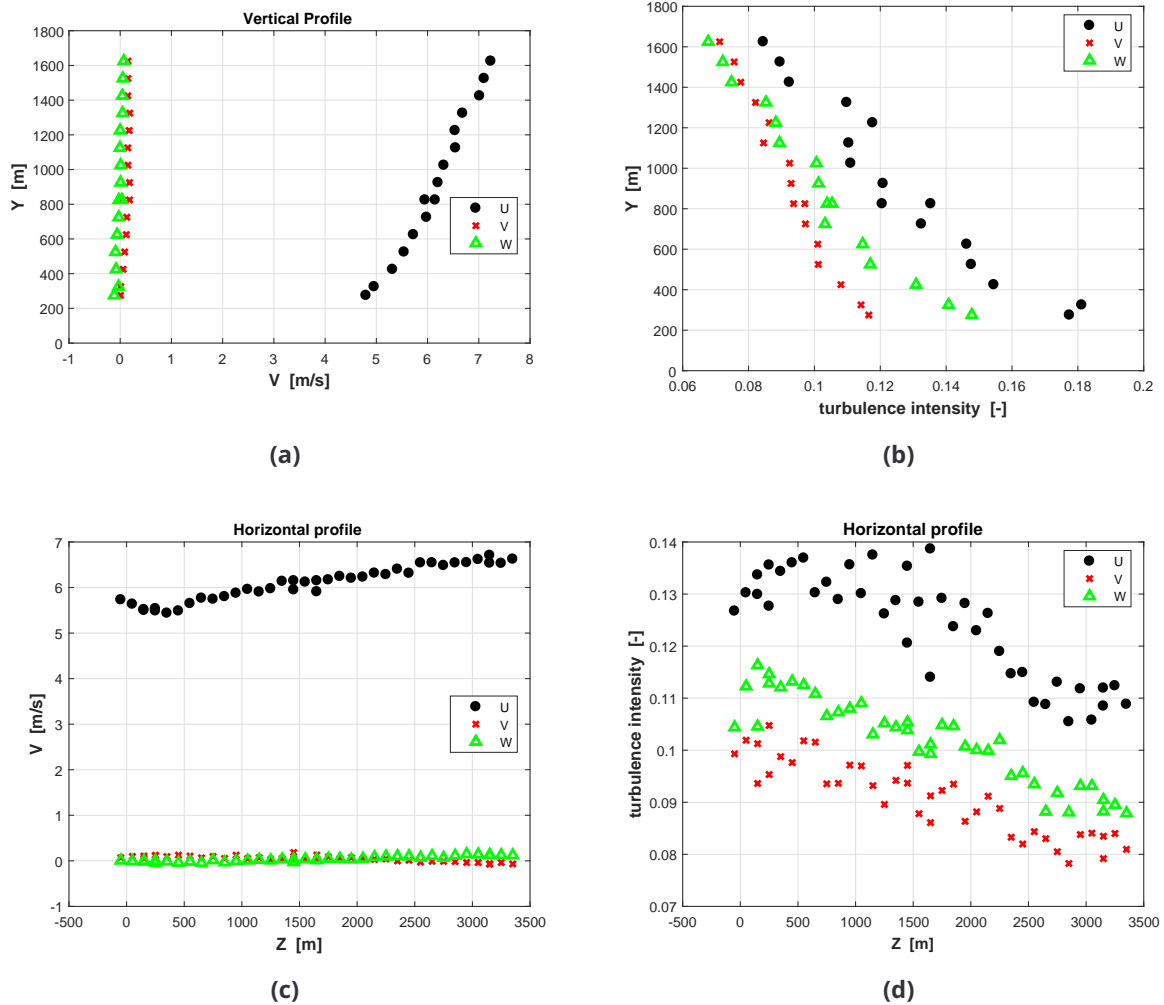 Vertical Profile
1800
1600
1400
1200
1000
800
600
400
200
0
Y [m]
-1 0 1 2 3 4 5 6 7 8
V [m/s]
U
V
W
(a)
1800
1600
1400
1200
1000
800
600
400
200
0
Y [m]
0.06 0.08 0.1 0.12 0.14 0.16 0.18 0.2
turbulence intensity [-]
U
V
W
(b)
Horizontal profile
7
6
5
4
3
2
1
0
-1
V [m/s]
-500 0 500 1000 1500 2000 2500 3000 3500
Z [m]
U
V
W
(c)
Horizontal profile
0.14
0.13
0.12
0.11
0.1
0.09
0.08
0.07
turbulence intensity [-]
-500 0 500 1000 1500 2000 2500 3000 3500
Z [m]
U
V
W
(d)